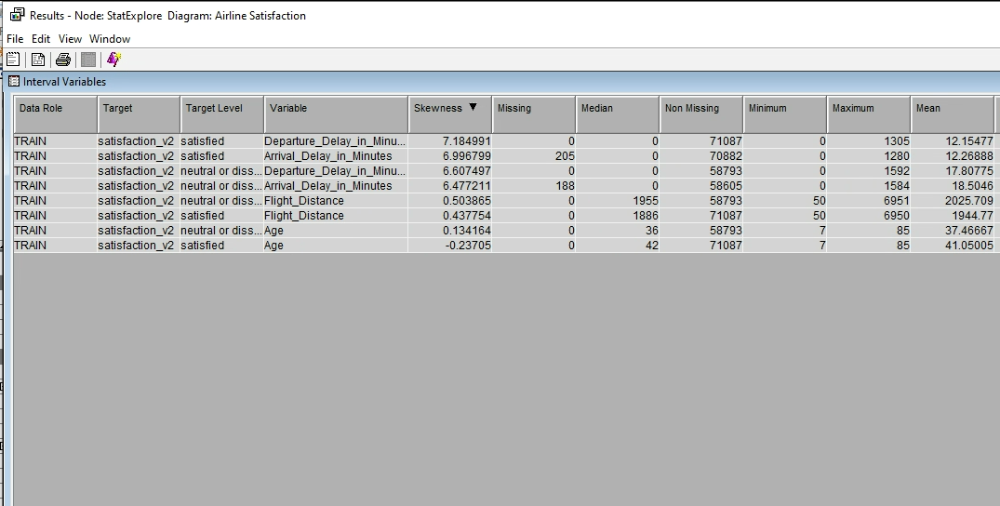 Results - Node: StatExplore  Diagram: Airline Satisfaction
File Edit View Window
Interval Variables
Data Role Target Target Level Variable Skewness ▼ Missing Median Non Missing Minimum Maximum Mean
TRAIN satisfaction_v2 satisfied Departure_Delay_in_Minu... 7.184991 0 0 71087 0 1305 12.15477
TRAIN satisfaction_v2 satisfied Arrival_Delay_in_Minutes 6.996799 205 0 70882 0 1280 12.26888
TRAIN satisfaction_v2 neutral or diss... Departure_Delay_in_Minu... 6.607497 0 0 58793 0 1592 17.80775
TRAIN satisfaction_v2 neutral or diss... Arrival_Delay_in_Minutes 6.477211 188 0 58605 0 1584 18.5046
TRAIN satisfaction_v2 neutral or diss... Flight_Distance 0.503865 0 1955 58793 50 6951 2025.709
TRAIN satisfaction_v2 satisfied Flight_Distance 0.437754 0 1886 71087 50 6950 1944.77
TRAIN satisfaction_v2 neutral or diss... Age 0.134164 0 36 58793 7 85 37.46667
TRAIN satisfaction_v2 satisfied Age -0.23705 0 42 71087 7 85 41.05005